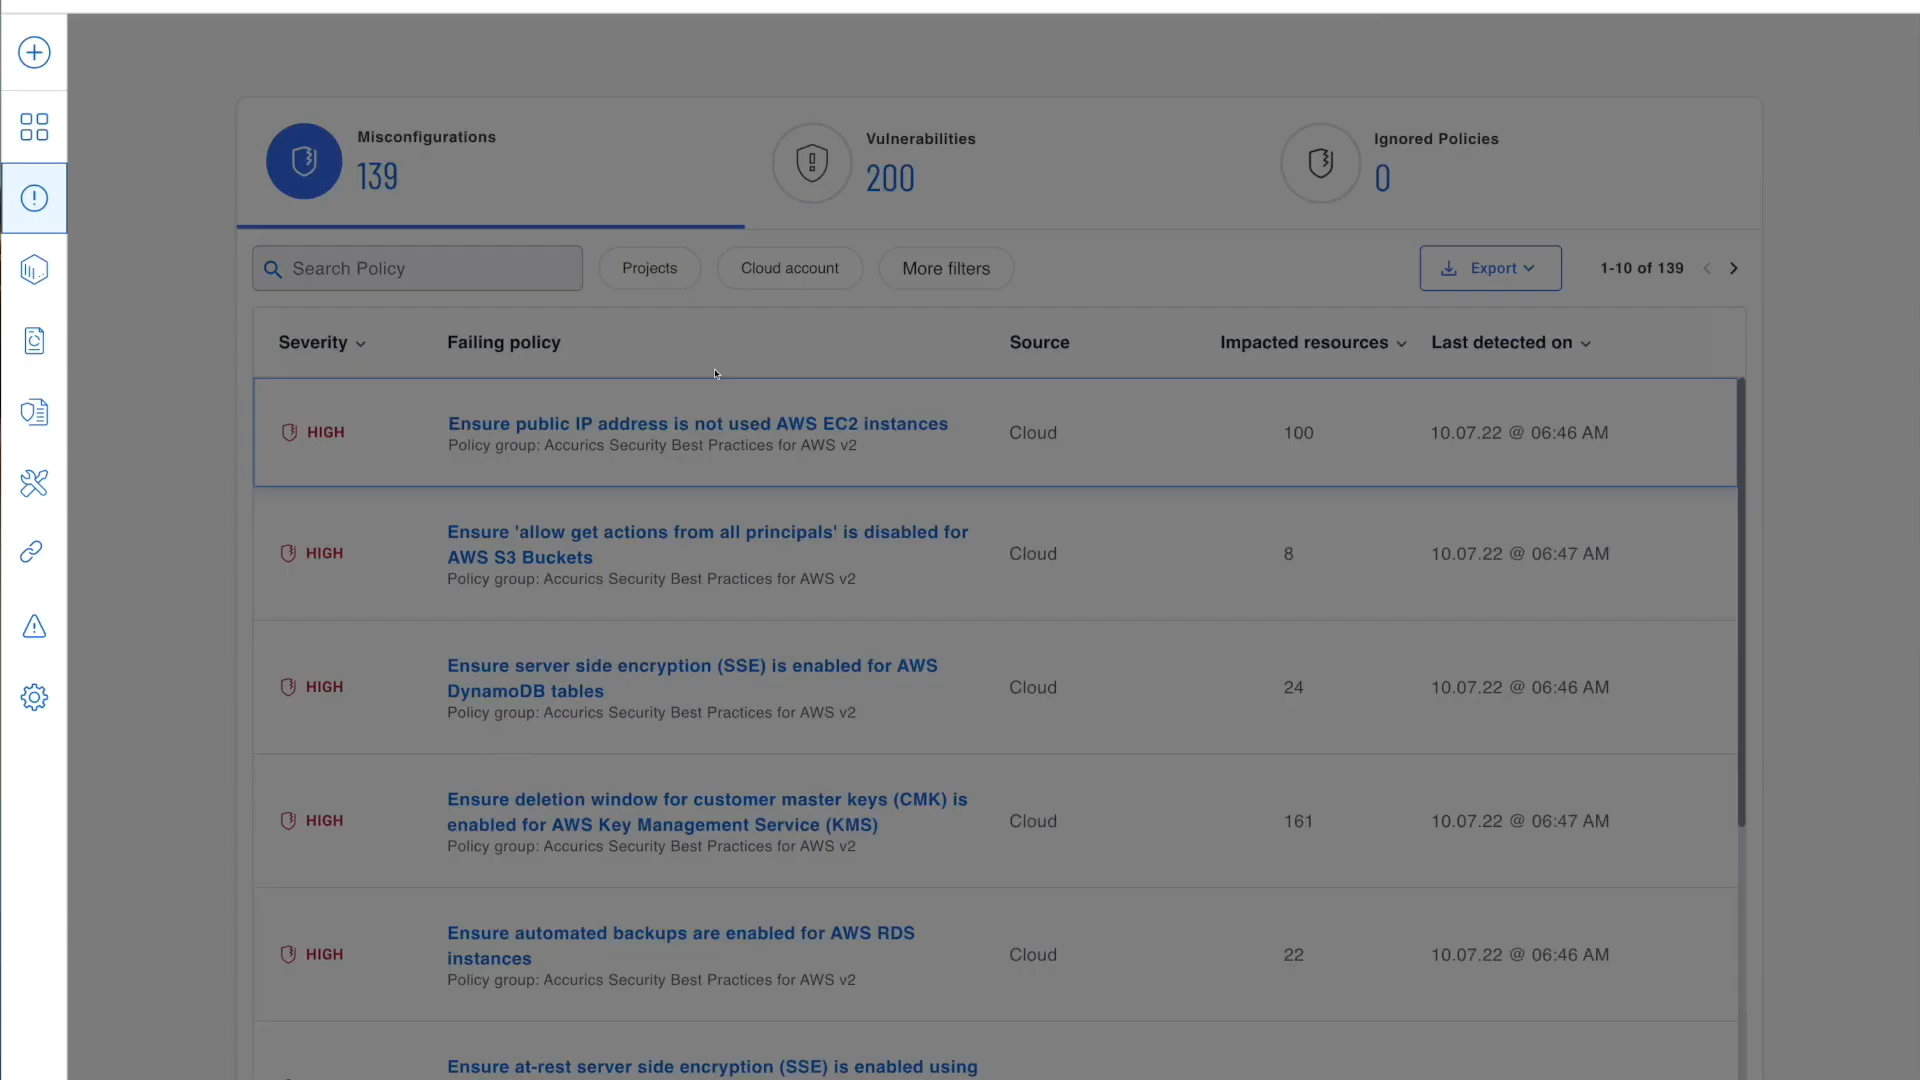 Misconfigurations
139
Vulnerabilities
200
Ignored Policies
0
Search Policy
Projects
Cloud account
More filters
Export
1-10 of 139
Severity
Failing policy
Source
Impacted resources
Last detected on
HIGH
Ensure public IP address is not used AWS EC2 instances
Policy group: Accurics Security Best Practices for AWS v2
Cloud
100
10.07.22 @ 06:46 AM
HIGH
Ensure 'allow get actions from all principals' is disabled for
AWS S3 Buckets
Policy group: Accurics Security Best Practices for AWS v2
Cloud
8
10.07.22 @ 06:47 AM
HIGH
Ensure server side encryption (SSE) is enabled for AWS
DynamoDB tables
Policy group: Accurics Security Best Practices for AWS v2
Cloud
24
10.07.22 @ 06:46 AM
HIGH
Ensure deletion window for customer master keys (CMK) is
enabled for AWS Key Management Service (KMS)
Policy group: Accurics Security Best Practices for AWS v2
Cloud
161
10.07.22 @ 06:47 AM
HIGH
Ensure automated backups are enabled for AWS RDS
instances
Policy group: Accurics Security Best Practices for AWS v2
Cloud
22
10.07.22 @ 06:46 AM
Ensure at-rest server side encryption (SSE) is enabled using